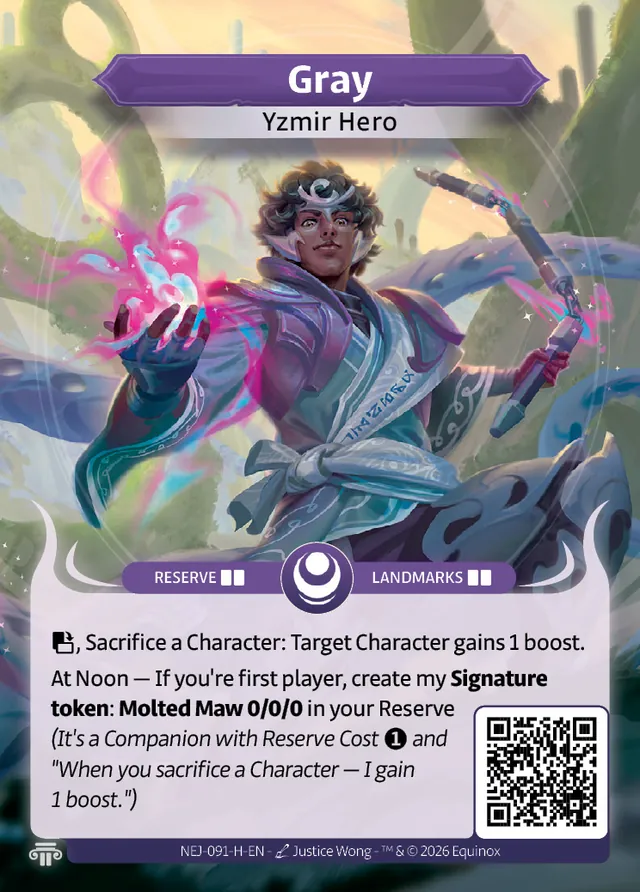 Gray
Yzmir Hero
RESERVE LANDMARKS
, Sacrifice a Character: Target Character gains 1 boost.
At Noon — If you're first player, create my Signature
token: Molted Maw 0/0/0 in your Reserve
(It's a Companion with Reserve Cost 1 and
"When you sacrifice a Character — I gain
1 boost.")
NEJ-091-H-EN - Justice Wong - ™ & © 2026 Equinox